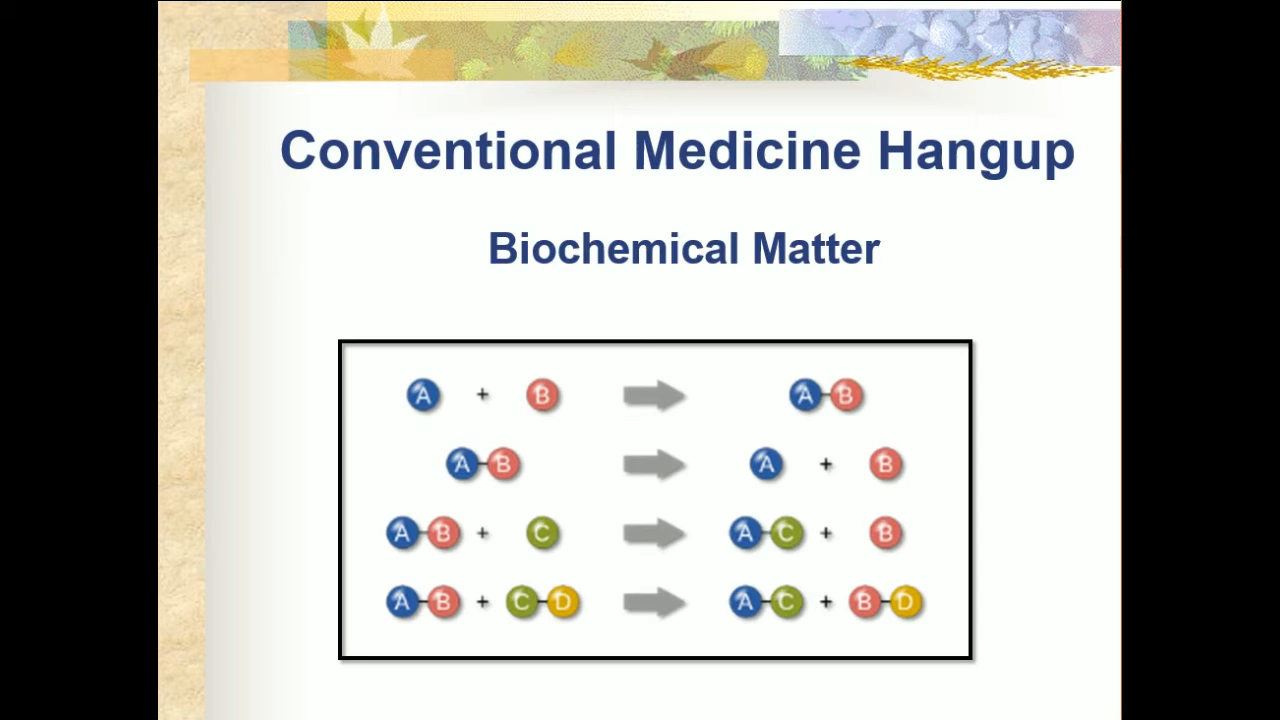 Conventional Medicine Hangup
Biochemical Matter
A + B A B
A B A + B
A B + C A C + B
A B + C D A C + B D